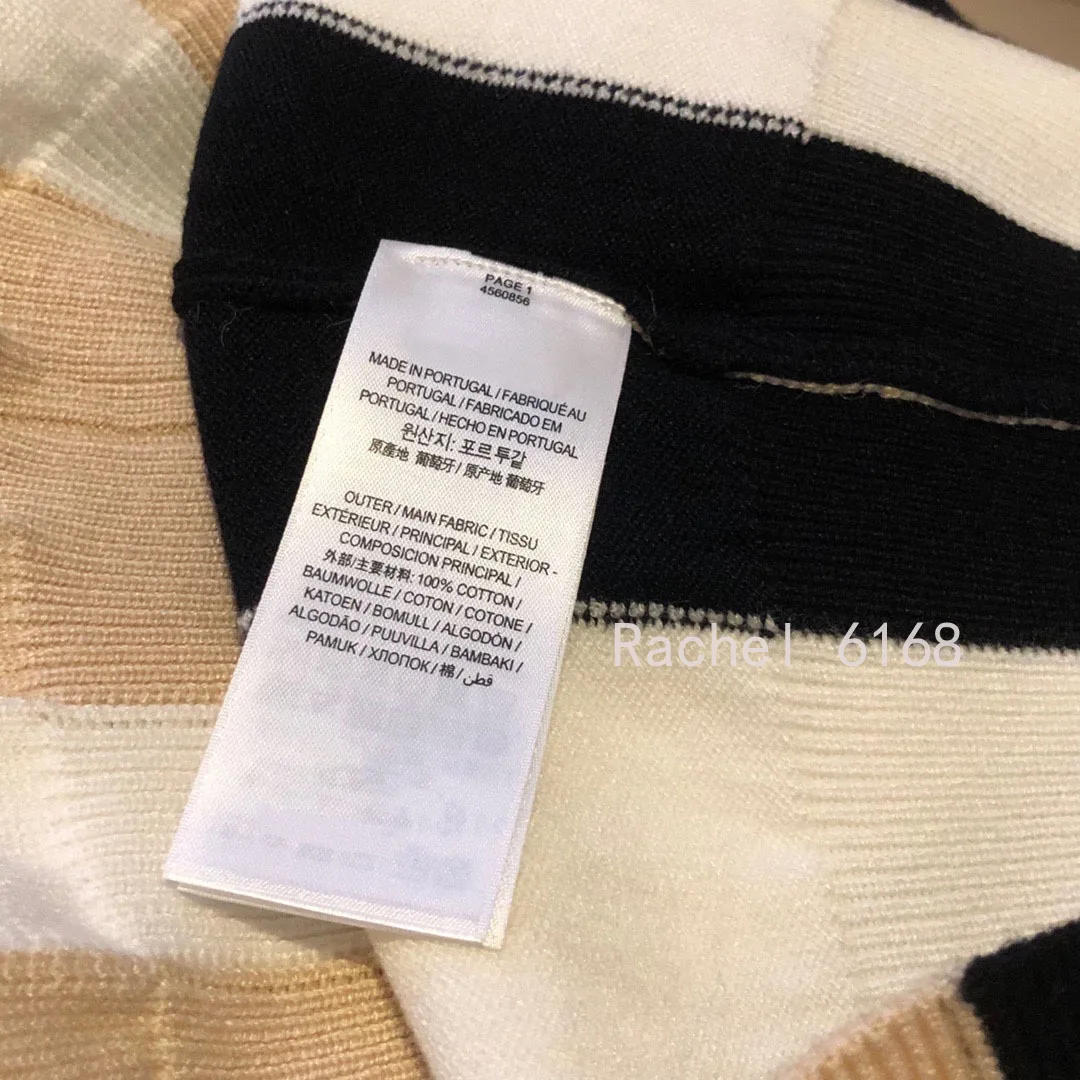 PAGE 1
4560856
MADE IN PORTUGAL / FABRIQUÉ AU
PORTUGAL / FABRICADO EM
PORTUGAL / HECHO EN PORTUGAL
원산지: 포르투갈
原產地 葡萄牙 / 原产地 葡萄牙
OUTER / MAIN FABRIC / TISSU
EXTÉRIEUR / PRINCIPAL / EXTERIOR -
COMPOSICION PRINCIPAL /
外部/主要材料: 100% COTTON /
BAUMWOLLE / COTON / COTONE /
KATOEN / BOMULL / ALGODÓN /
ALGODÃO / PUUVILLA / BAMBAKI /
PAMUK / ХЛОПОК / 棉 / قطن
Rachel 6168